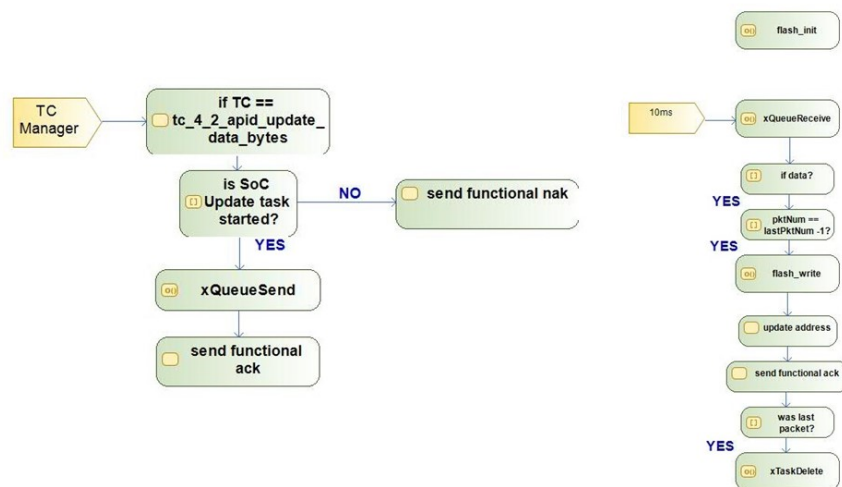 flash_init
TC
Manager
if TC ==
tc_4_2_apid_update_
data_bytes
is SoC
Update task
started?
NO
send functional nak
YES
xQueueSend
send functional
ack
10ms
xQueueReceive
if data?
YES
pktNum ==
lastPktNum -1?
YES
flash_write
update address
send functional ack
was last
packet?
YES
xTaskDelete